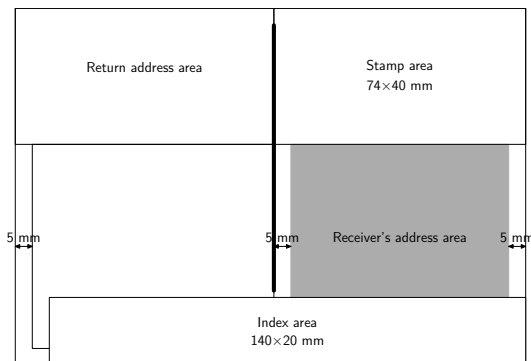 Return address area
Stamp area
74×40 mm
5 mm
5 mm
Receiver's address area
5 mm
Index area
140×20 mm